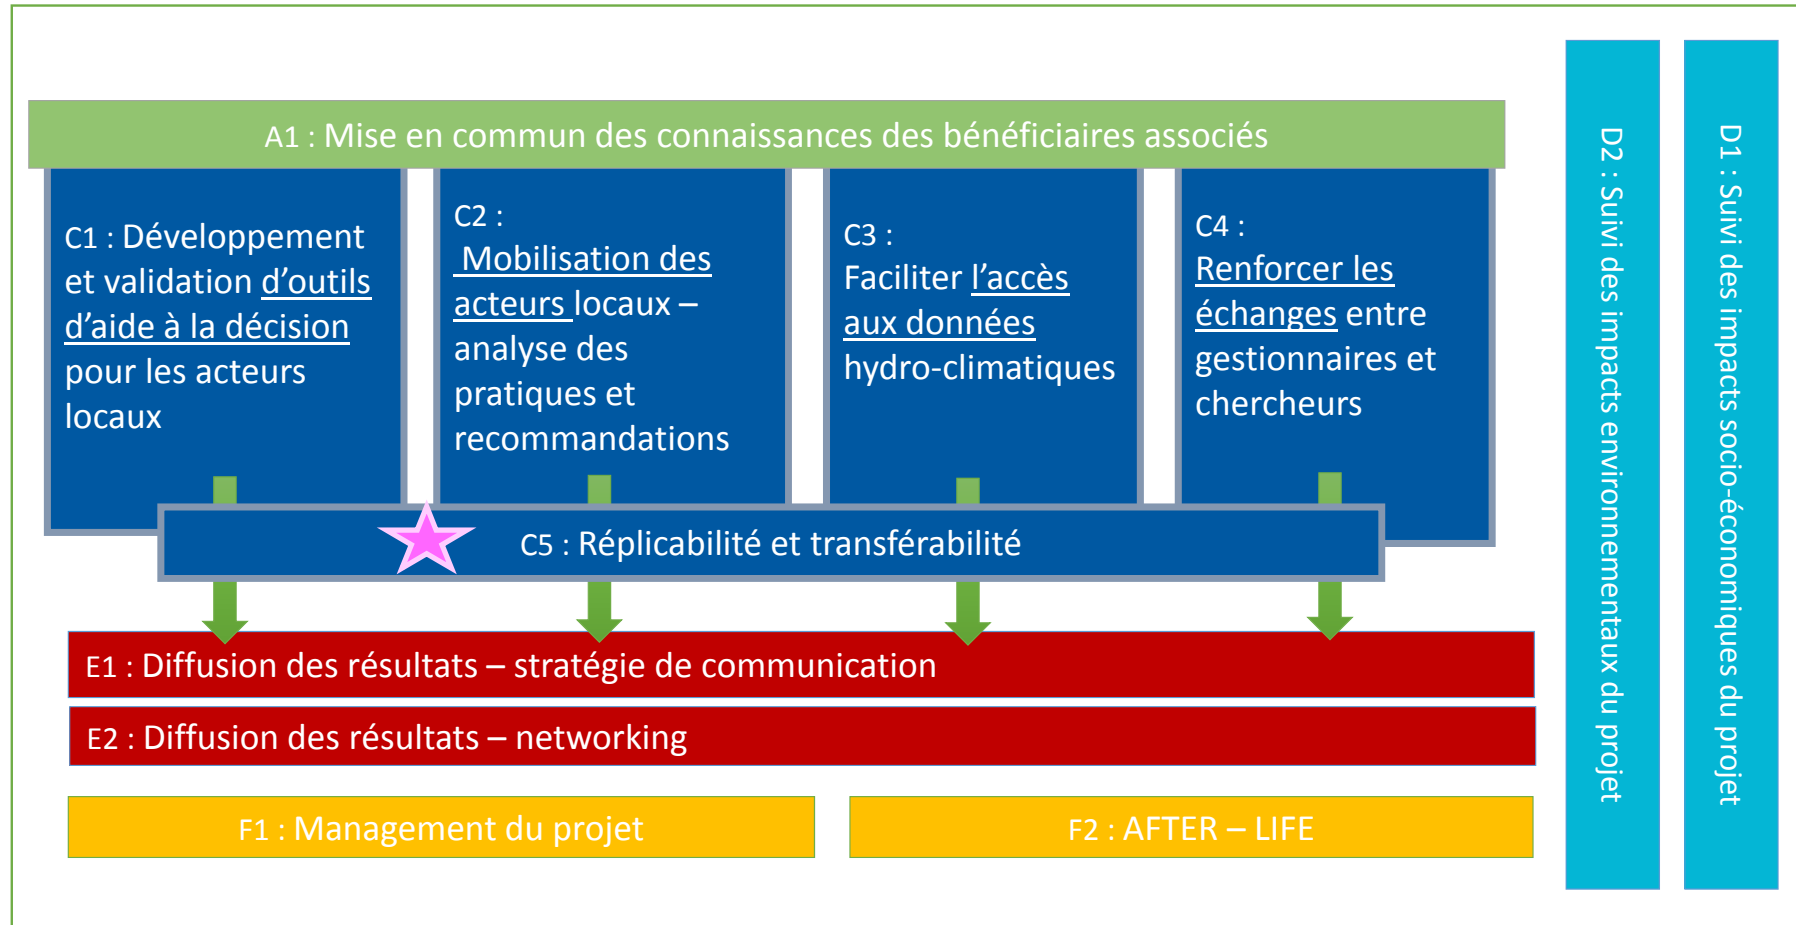 A1 : Mise en commun des connaissances des bénéficiaires associés
C1 : Développement
et validation d’outils
d’aide à la décision
pour les acteurs
locaux
C2 :
Mobilisation des
acteurs locaux –
analyse des
pratiques et
recommandations
C3 :
Faciliter l’accès
aux données
hydro-climatiques
C4 :
Renforcer les
échanges entre
gestionnaires et
chercheurs
C5 : Réplicabilité et transférabilité
E1 : Diffusion des résultats – stratégie de communication
E2 : Diffusion des résultats – networking
F1 : Management du projet
F2 : AFTER – LIFE
D2 : Suivi des impacts environnementaux du projet
D1 : Suivi des impacts socio-économiques du projet